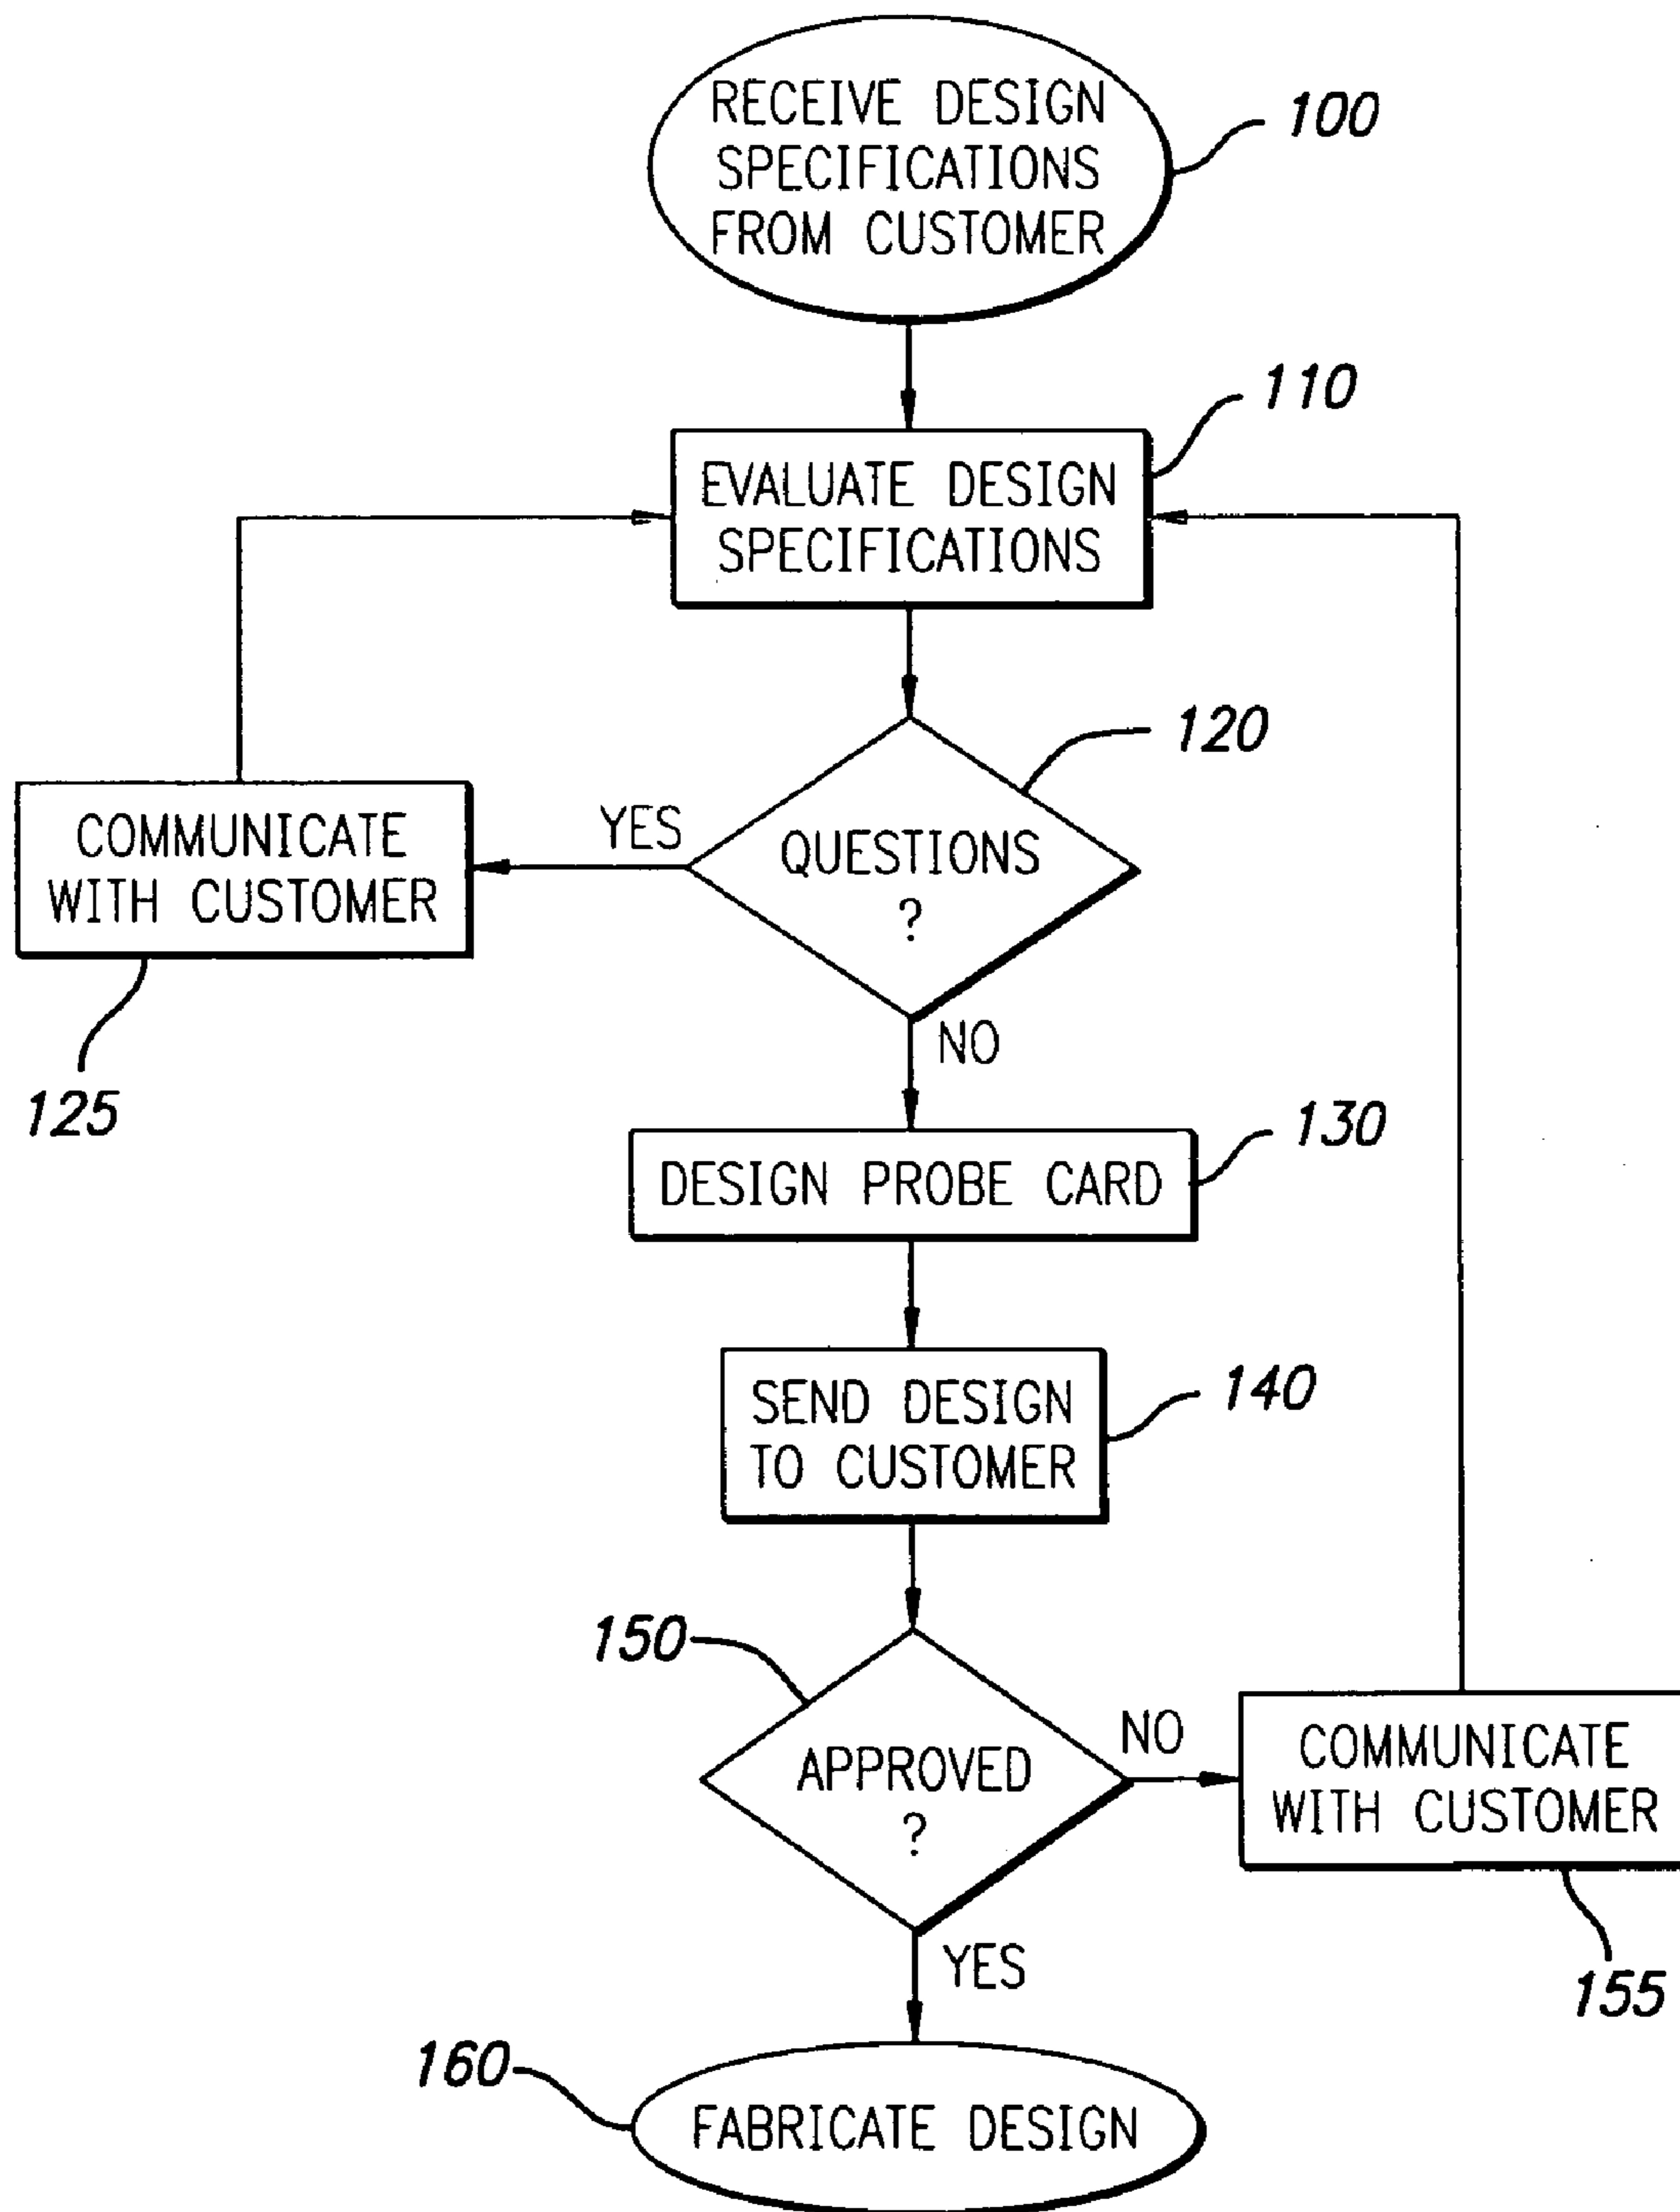 RECEIVE DESIGN
SPECIFICATIONS
FROM CUSTOMER
100
110
EVALUATE DESIGN
SPECIFICATIONS
120
QUESTIONS
?
YES
COMMUNICATE
WITH CUSTOMER
125
NO
130
DESIGN PROBE CARD
140
SEND DESIGN
TO CUSTOMER
150
APPROVED
?
NO
COMMUNICATE
WITH CUSTOMER
155
YES
160
FABRICATE DESIGN